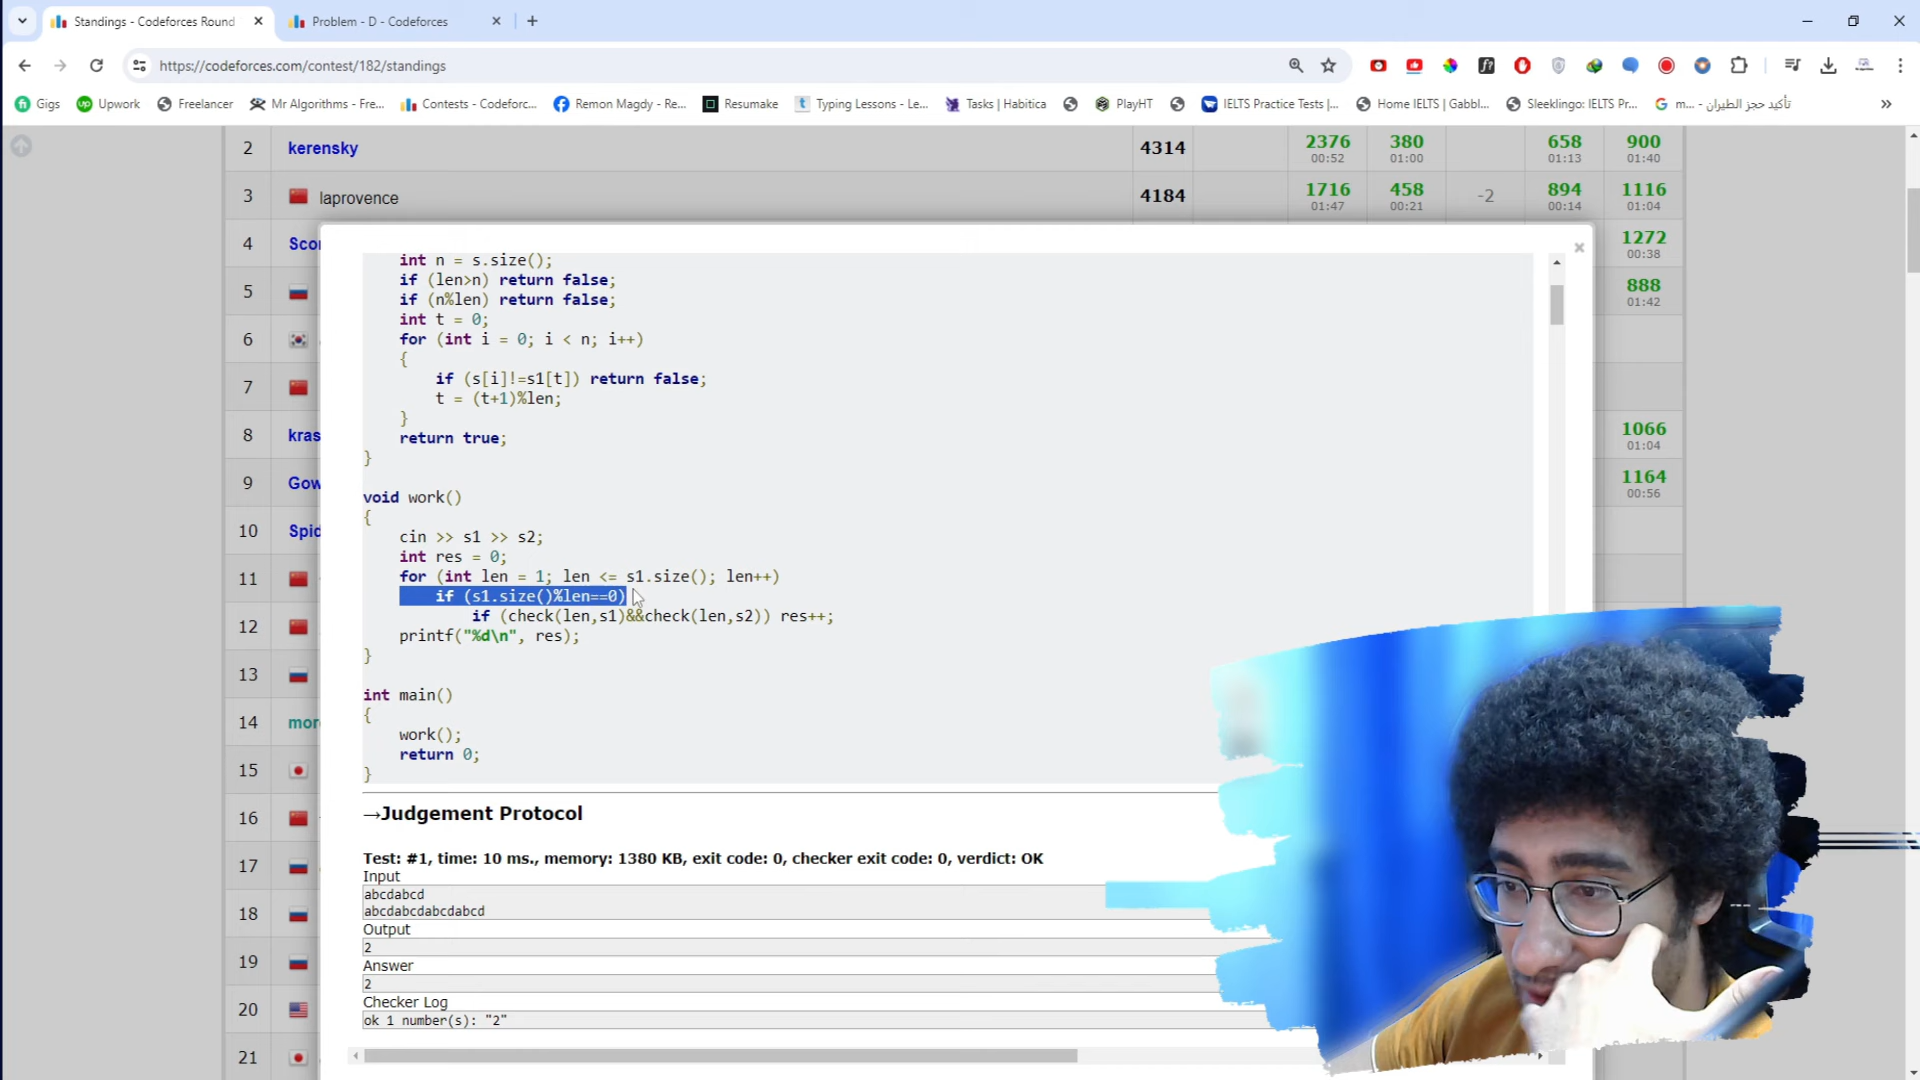 Standings - Codeforces Round
Problem - D - Codeforces
https://codeforces.com/contest/182/standings
Gigs
Upwork
Freelancer
Mr Algorithms - Fre...
Contests - Codeforc...
Remon Magdy - Re...
Resumake
Typing Lessons - Le...
Tasks | Habitica
PlayHT
IELTS Practice Tests |...
Home IELTS | Gabbl...
Sleeklingo: IELTS Pr...
تأكيد حجز الطيران - m...
2 kerensky 4314 2376 380 658 900
00:52 01:00 01:13 01:40
3 laprovence 4184 1716 458 -2 894 1116
01:47 00:21 00:14 01:04
4 Scor 1272
00:38
5 888
01:42
6
7
8 kras 1066
01:04
9 Gow 1164
00:56
10 Spid
11
12
13
14 mor
15
16
17
18
19
20
21
int n = s.size();
if (len>n) return false;
if (n%len) return false;
int t = 0;
for (int i = 0; i < n; i++)
{
if (s[i]!=s1[t]) return false;
t = (t+1)%len;
}
return true;
}
void work()
{
cin >> s1 >> s2;
int res = 0;
for (int len = 1; len <= s1.size(); len++)
if (s1.size()%len==0)
if (check(len,s1)&&check(len,s2)) res++;
printf("%d\n", res);
}
int main()
{
work();
return 0;
}
→Judgement Protocol
Test: #1, time: 10 ms., memory: 1380 KB, exit code: 0, checker exit code: 0, verdict: OK
Input
abcdabcd
abcdabcdabcdabcd
Output
2
Answer
2
Checker Log
ok 1 number(s): "2"